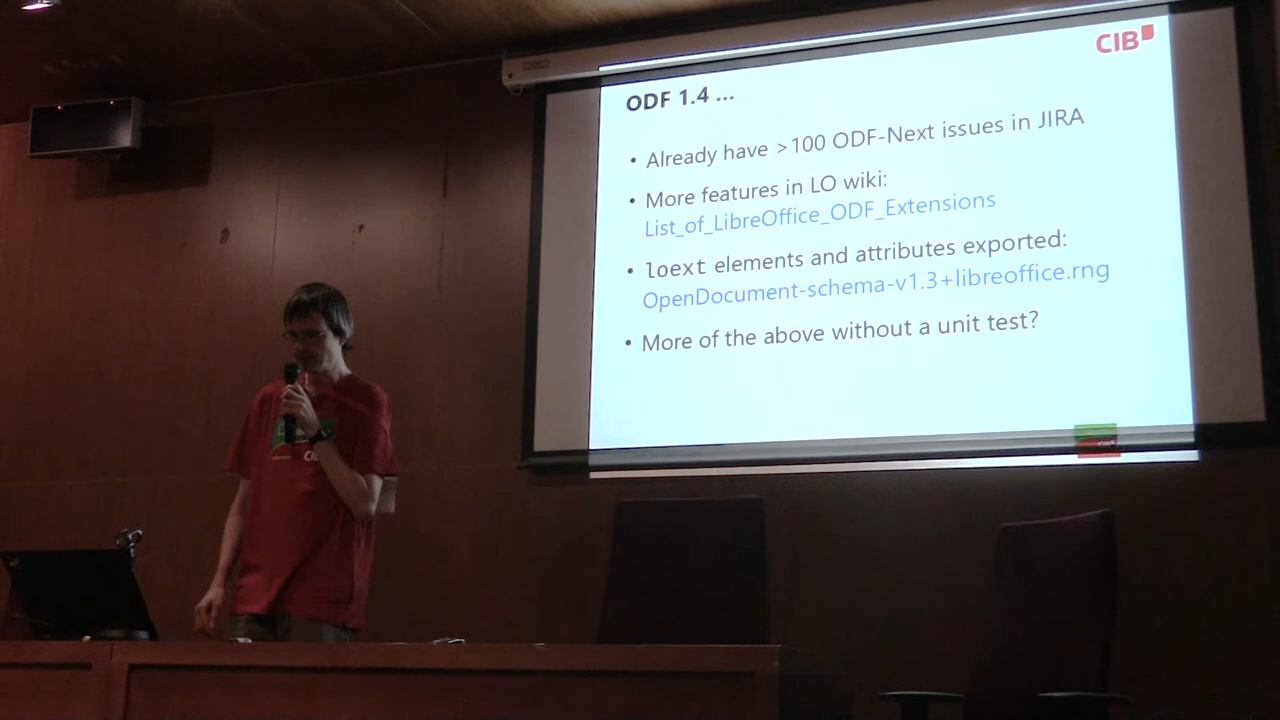 CIB
ODF 1.4 ...
• Already have >100 ODF-Next issues in JIRA
• More features in LO wiki:
List_of_LibreOffice_ODF_Extensions
• loext elements and attributes exported:
OpenDocument-schema-v1.3+libreoffice.rng
• More of the above without a unit test?